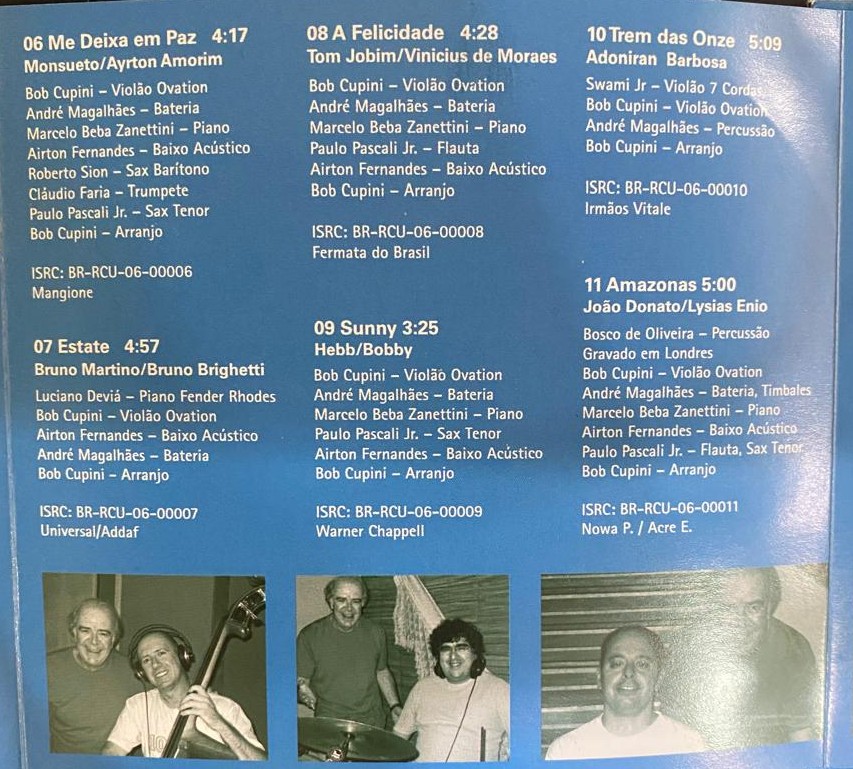 06 Me Deixa em Paz 4:17
Monsueto/Ayrton Amorim
Bob Cupini – Violão Ovation
André Magalhães – Bateria
Marcelo Beba Zanettini – Piano
Airton Fernandes – Baixo Acústico
Roberto Sion – Sax Barítono
Cláudio Faria – Trumpete
Paulo Pascali Jr. – Sax Tenor
Bob Cupini – Arranjo
ISRC: BR-RCU-06-00006
Mangione
07 Estate 4:57
Bruno Martino/Bruno Brighetti
Luciano Deviá – Piano Fender Rhodes
Bob Cupini – Violão Ovation
Airton Fernandes – Baixo Acústico
André Magalhães – Bateria
Bob Cupini – Arranjo
ISRC: BR-RCU-06-00007
Universal/Addaf
08 A Felicidade 4:28
Tom Jobim/Vinicius de Moraes
Bob Cupini – Violão Ovation
André Magalhães – Bateria
Marcelo Beba Zanettini – Piano
Paulo Pascali Jr. – Flauta
Airton Fernandes – Baixo Acústico
Bob Cupini – Arranjo
ISRC: BR-RCU-06-00008
Fermata do Brasil
09 Sunny 3:25
Hebb/Bobby
Bob Cupini – Violão Ovation
André Magalhães – Bateria
Marcelo Beba Zanettini – Piano
Paulo Pascali Jr. – Sax Tenor
Airton Fernandes – Baixo Acústico
Bob Cupini – Arranjo
ISRC: BR-RCU-06-00009
Warner Chappell
10 Trem das Onze 5:09
Adoniran Barbosa
Swami Jr – Violão 7 Cordas
Bob Cupini – Violão Ovation
André Magalhães – Percussão
Bob Cupini – Arranjo
ISRC: BR-RCU-06-00010
Irmãos Vitale
11 Amazonas 5:00
João Donato/Lysias Enio
Bosco de Oliveira – Percussão
Gravado em Londres
Bob Cupini – Violão Ovation
André Magalhães – Bateria, Timbales
Marcelo Beba Zanettini – Piano
Airton Fernandes – Baixo Acústico
Paulo Pascali Jr. – Flauta, Sax Tenor
Bob Cupini – Arranjo
ISRC: BR-RCU-06-00011
Nowa P. / Acre E.